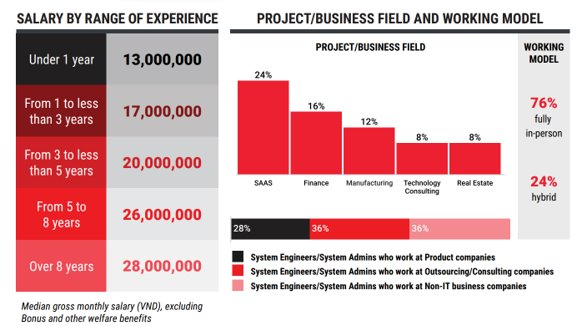 SALARY BY RANGE OF EXPERIENCE
Under 1 year
13,000,000
From 1 to less
than 3 years
17,000,000
From 3 to less
than 5 years
20,000,000
From 5 to
8 years
26,000,000
Over 8 years
28,000,000
Median gross monthly salary (VND), excluding
Bonus and other welfare benefits
PROJECT/BUSINESS FIELD AND WORKING MODEL
PROJECT/BUSINESS FIELD
24%
16%
12%
8%
8%
SAAS
Finance
Manufacturing
Technology
Consulting
Real Estate
28%
36%
36%
System Engineers/System Admins who work at Product companies
System Engineers/System Admins who work at Outsourcing/Consulting companies
System Engineers/System Admins who work at Non-IT business companies
WORKING
MODEL
76%
fully
in-person
24%
hybrid